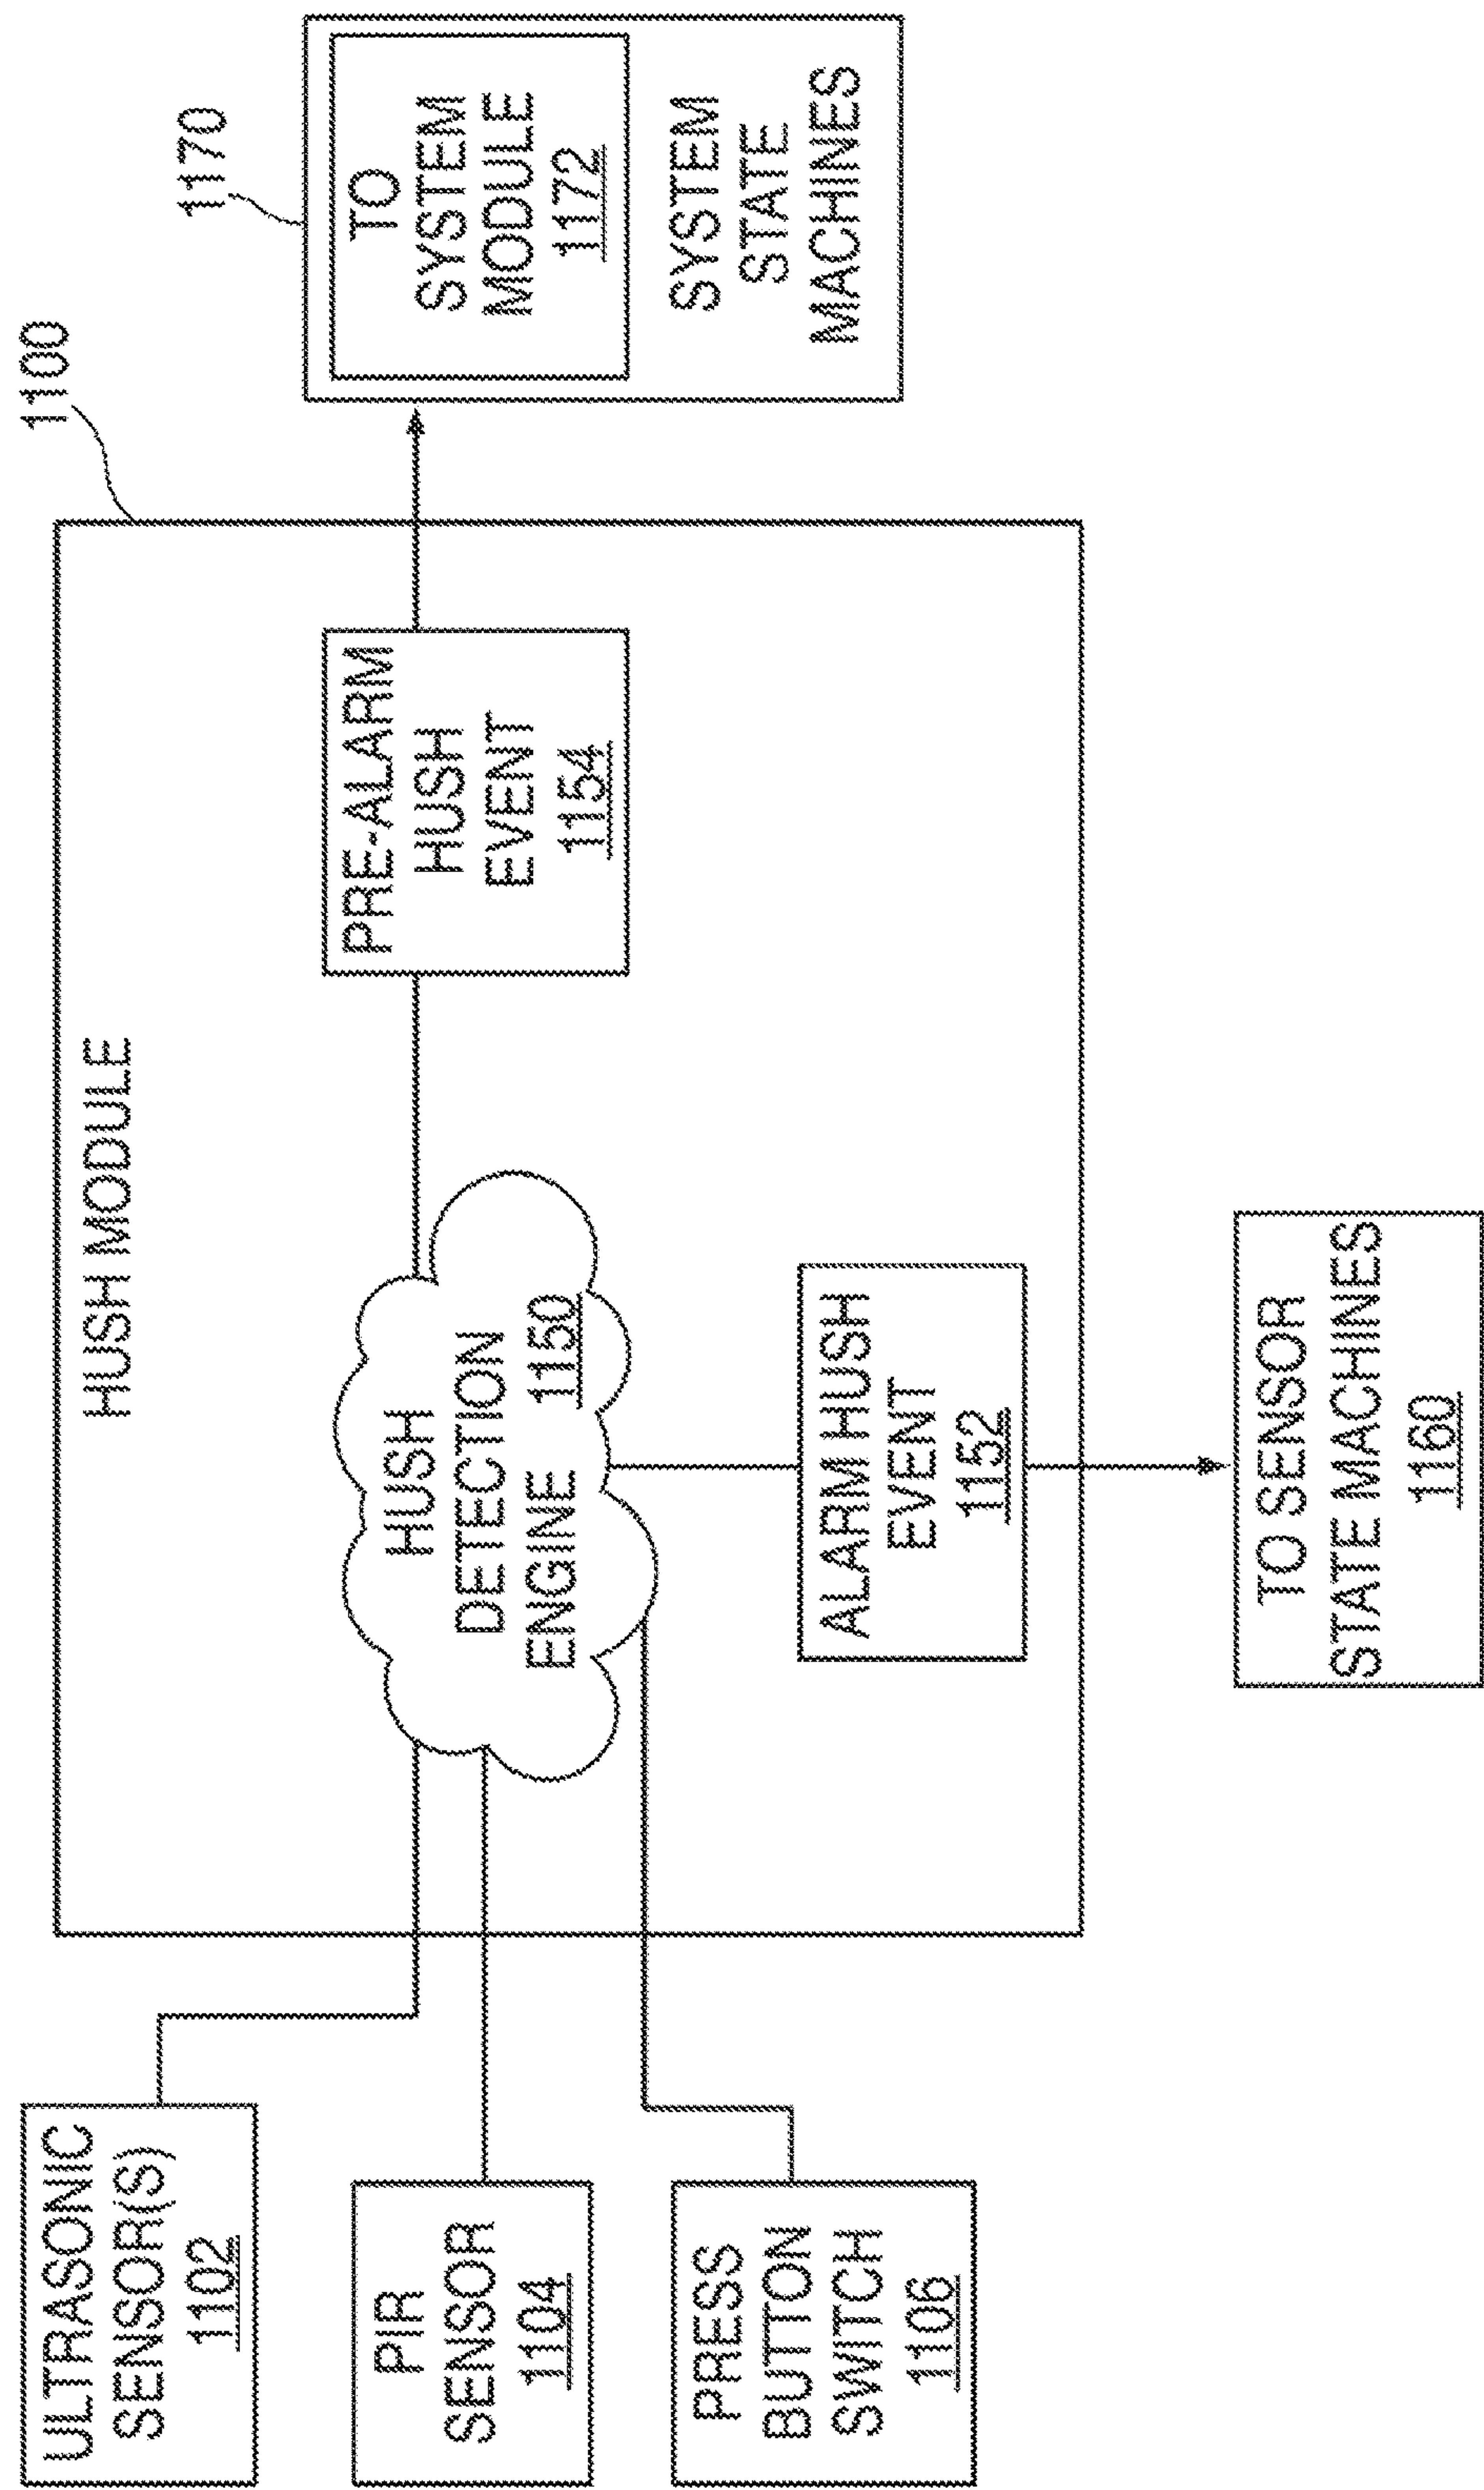 1100
HUSH MODULE
1170
ULTRASONIC
SENSOR(S)
1102
PIR
SENSOR
1104
PRESS
BUTTON
SWITCH
1106
HUSH
DETECTION
ENGINE 1150
PRE-ALARM
HUSH
EVENT
1154
TO
SYSTEM
MODULE
1172
SYSTEM
STATE
MACHINES
ALARM HUSH
EVENT
1152
TO SENSOR
STATE MACHINES
1160